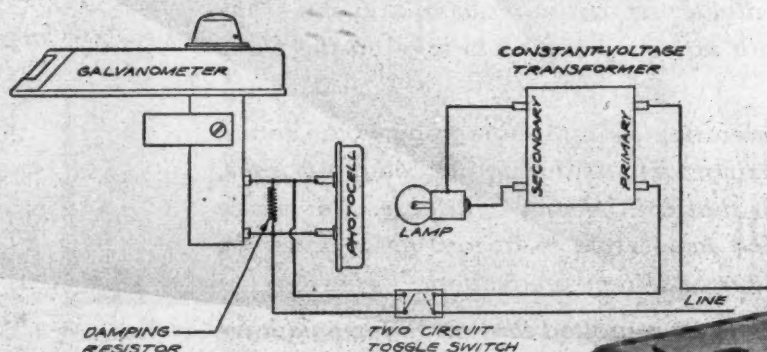 GALVANOMETER
CONSTANT-VOLTAGE
TRANSFORMER
SECONDARY
PRIMARY
PHOTOCELL
LAMP
LINE
DAMPING
RESISTOR
TWO CIRCUIT
TOGGLE SWITCH